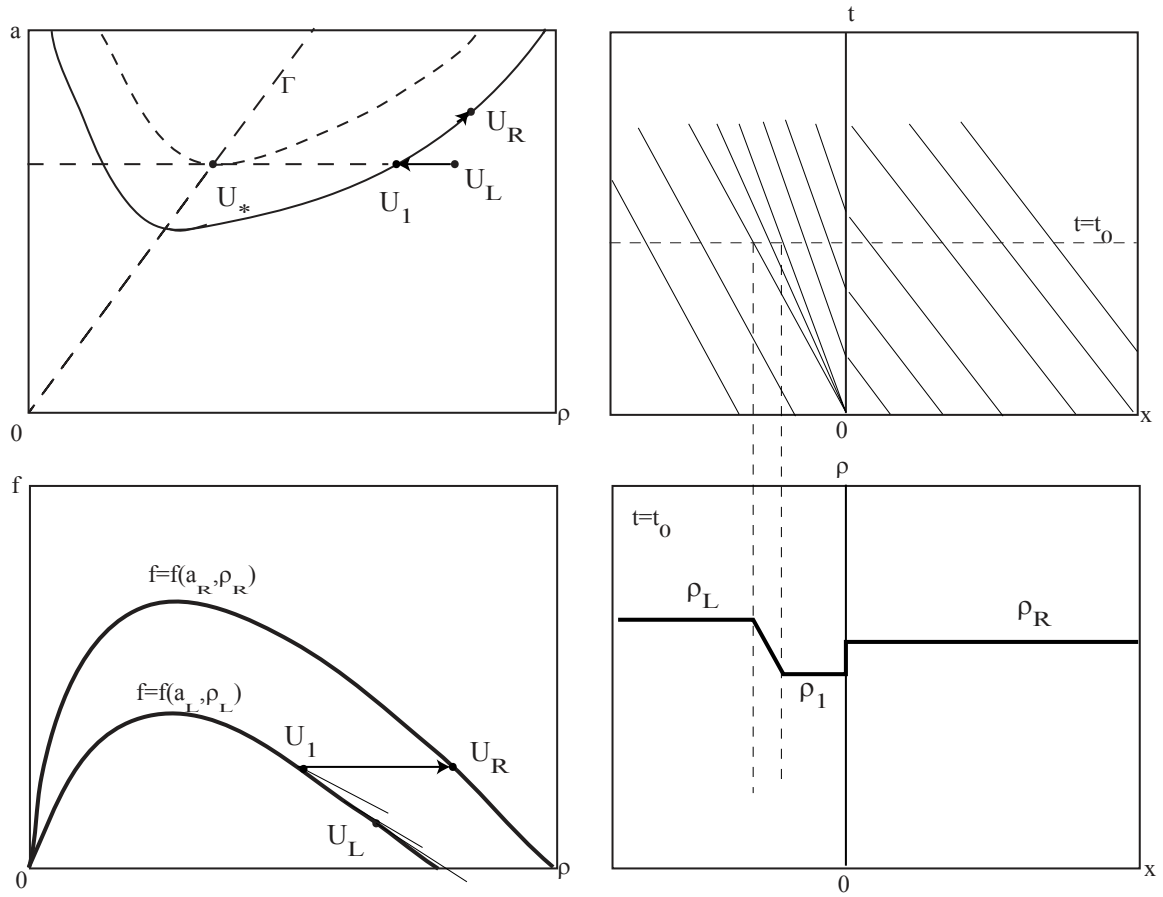 a
Γ
U_R
U_*
U_1
U_L
0
ρ
t
t=t_0
0
x
f
f=f(a_R,ρ_R)
f=f(a_L,ρ_L)
U_1
U_R
U_L
0
ρ
ρ
t=t_0
ρ_L
ρ_R
ρ_1
0
x